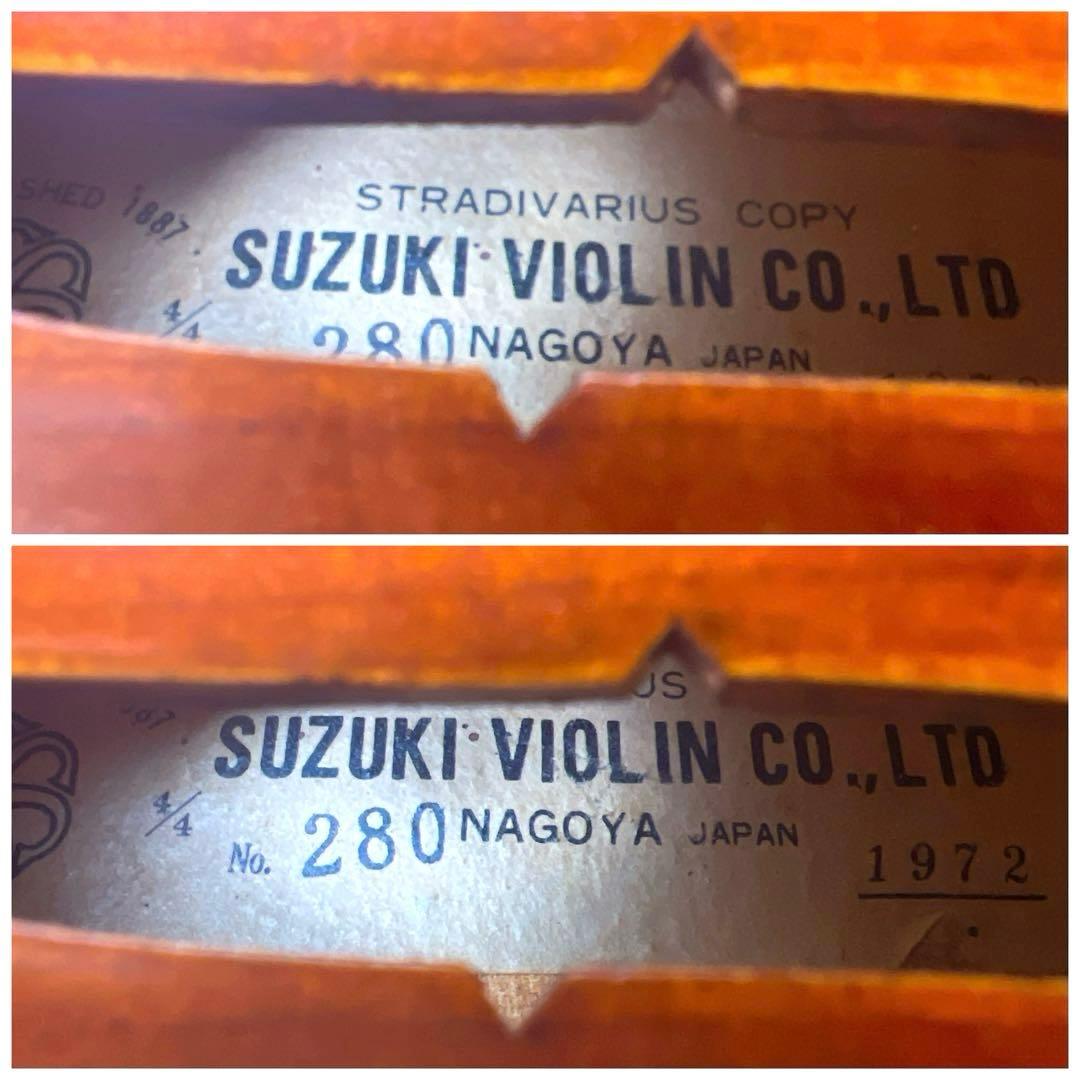 STRADIVARIUS COPY
SHED 1887.
SUZUKI VIOLIN CO., LTD
4/4
280 NAGOYA JAPAN
US
SUZUKI VIOLIN CO., LTD
4/4
No. 280 NAGOYA JAPAN
1972